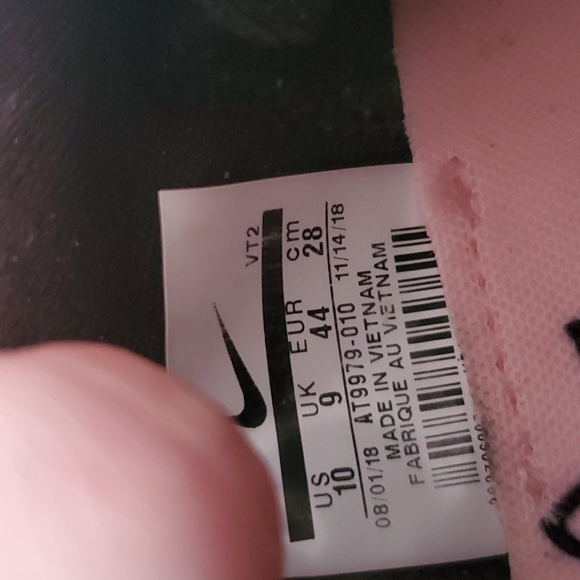 VT2
US UK EUR cm
10 9 44 28
08/01/18 AT9979-010 11/14/18
MADE IN VIETNAM
FABRIQUE AU VIETNAM